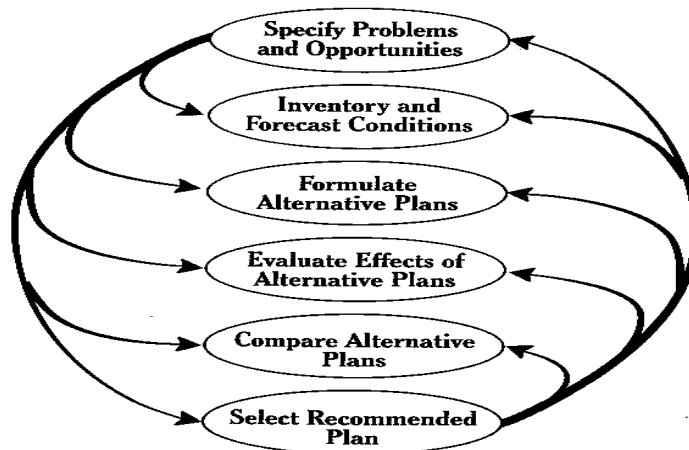 Specify Problems
and Opportunities
Inventory and
Forecast Conditions
Formulate
Alternative Plans
Evaluate Effects of
Alternative Plans
Compare Alternative
Plans
Select Recommended
Plan